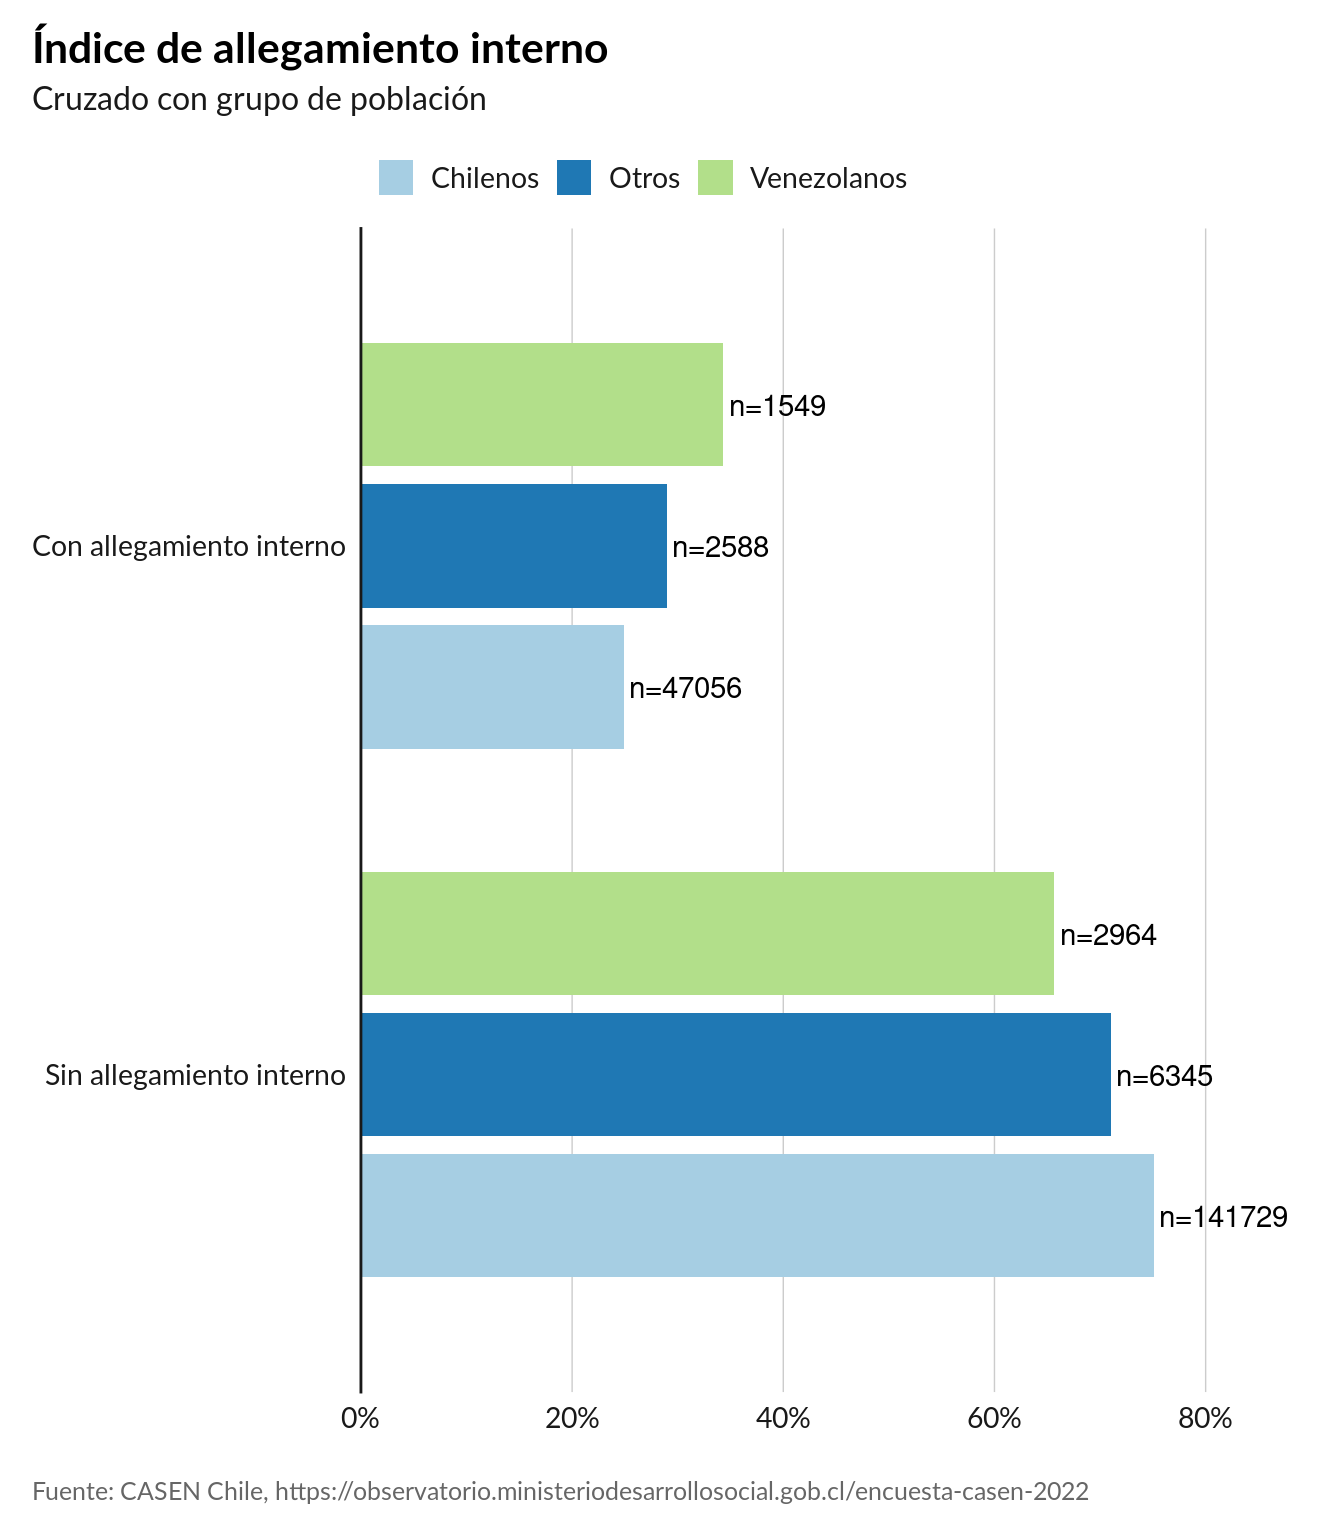 Índice de allegamiento interno
Cruzado con grupo de población
Chilenos Otros Venezolanos
n=1549
Con allegamiento interno n=2588
n=47056
n=2964
Sin allegamiento interno n=6345
n=141729
0% 20% 40% 60% 80%
Fuente: CASEN Chile, https://observatorio.ministeriodesarrollosocial.gob.cl/encuesta-casen-2022